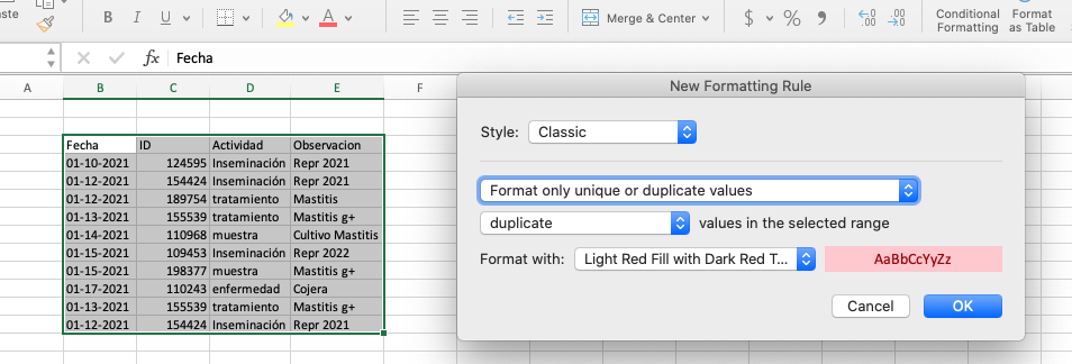 ste
B I U A Merge & Center $ % 9 .00 .00 Conditional Format
Formatting as Table
fx Fecha
A B C D E F
New Formatting Rule
Style: Classic
Format only unique or duplicate values
duplicate values in the selected range
Format with: Light Red Fill with Dark Red T... AaBbCcYyZz
Cancel OK
Fecha ID Actividad Observacion
01-10-2021 124595 Inseminación Repr 2021
01-12-2021 154424 Inseminación Repr 2021
01-12-2021 189754 tratamiento Mastitis
01-13-2021 155539 tratamiento Mastitis g+
01-14-2021 110968 muestra Cultivo Mastitis
01-15-2021 109453 Inseminación Repr 2022
01-15-2021 198377 muestra Mastitis g+
01-17-2021 110243 enfermedad Cojera
01-13-2021 155539 tratamiento Mastitis g+
01-12-2021 154424 Inseminación Repr 2021